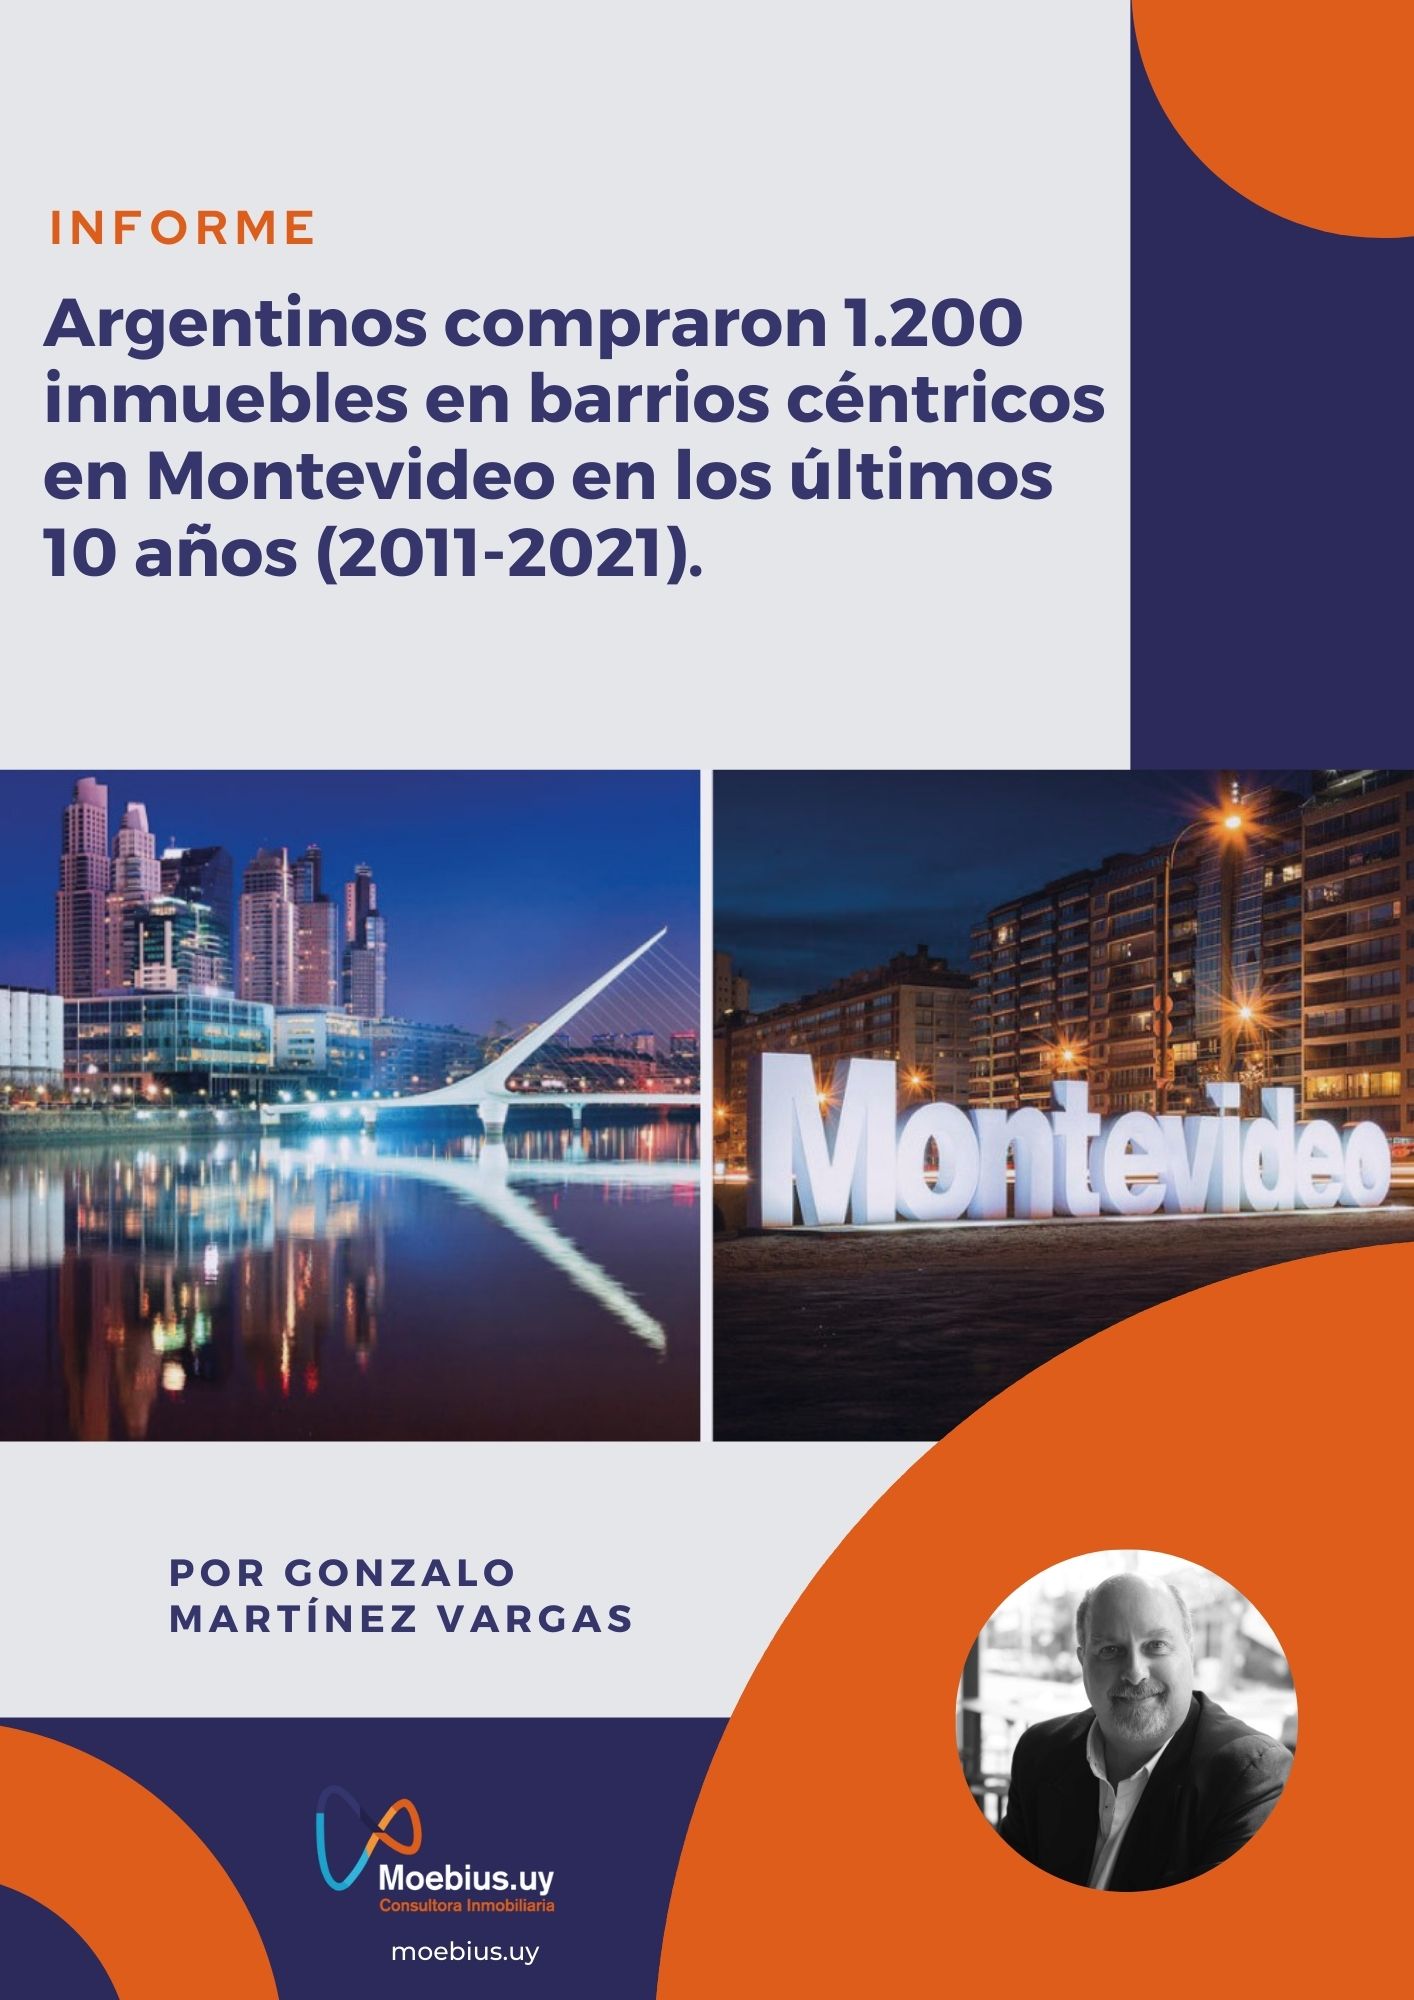 INFORME
Argentinos compraron 1.200
inmuebles en barrios céntricos
en Montevideo en los últimos
10 años (2011-2021).
Montevideo
POR GONZALO
MARTÍNEZ VARGAS
Moebius.uy
Consultora Inmobiliaria
moebius.uy